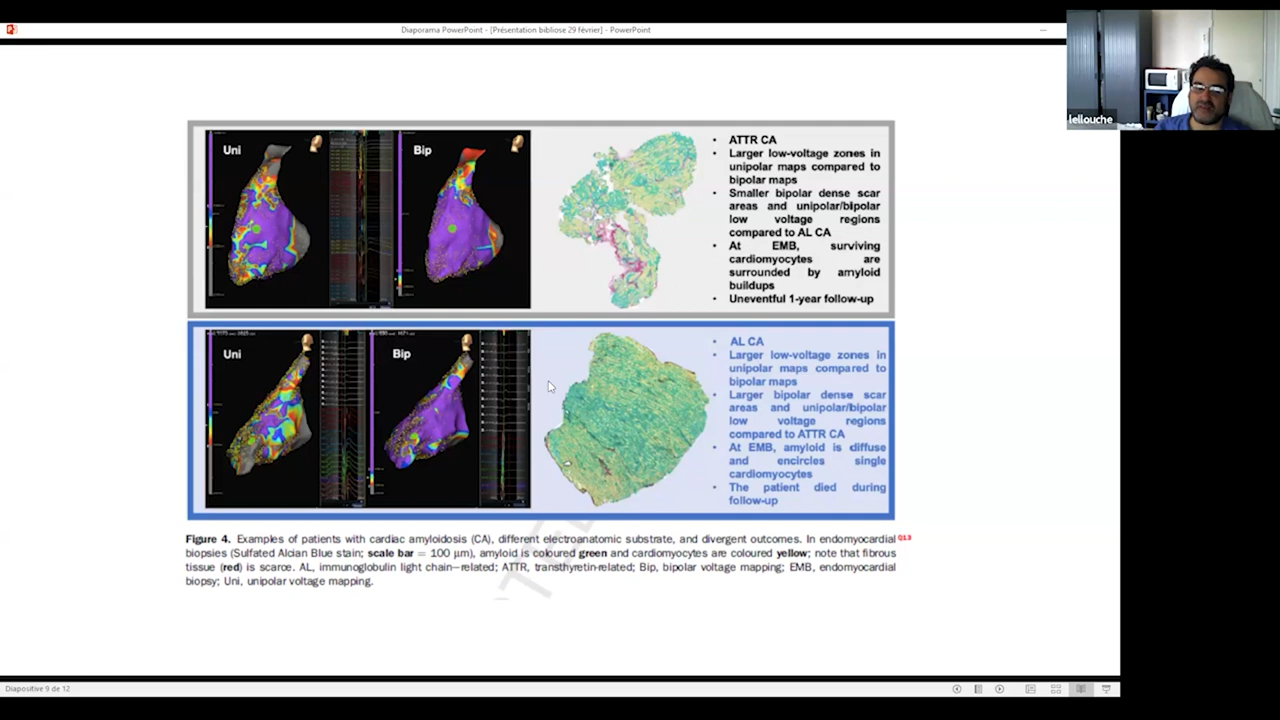 Diaporama PowerPoint - [Présentation bibliose 29 février] - PowerPoint
lellouche
Uni
Bip
• ATTR CA
• Larger low-voltage zones in
unipolar maps compared to
bipolar maps
• Smaller bipolar dense scar
areas and unipolar/bipolar
low voltage regions
compared to AL CA
• At EMB, surviving
cardiomyocytes are
surrounded by amyloid
buildups
• Uneventful 1-year follow-up
Uni
Bip
• AL CA
• Larger low-voltage zones in
unipolar maps compared to
bipolar maps
• Larger bipolar dense scar
areas and unipolar/bipolar
low voltage regions
compared to ATTR CA
• At EMB, amyloid is diffuse
and encircles single
cardiomyocytes
• The patient died during
follow-up
Figure 4. Examples of patients with cardiac amyloidosis (CA), different electroanatomic substrate, and divergent outcomes. In endomyocardial Q13
biopsies (Sulfated Alcian Blue stain; scale bar = 100 μm), amyloid is coloured green and cardiomyocytes are coloured yellow; note that fibrous
tissue (red) is scarce. AL, immunoglobulin light chain–related; ATTR, transthyretin-related; Bip, bipolar voltage mapping; EMB, endomyocardial
biopsy; Uni, unipolar voltage mapping.
Diapositive 9 de 12